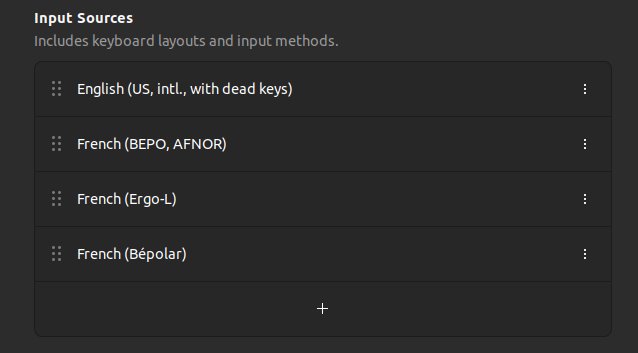 Input Sources
Includes keyboard layouts and input methods.
English (US, intl., with dead keys)
French (BEPO, AFNOR)
French (Ergo-L)
French (Bépolar)